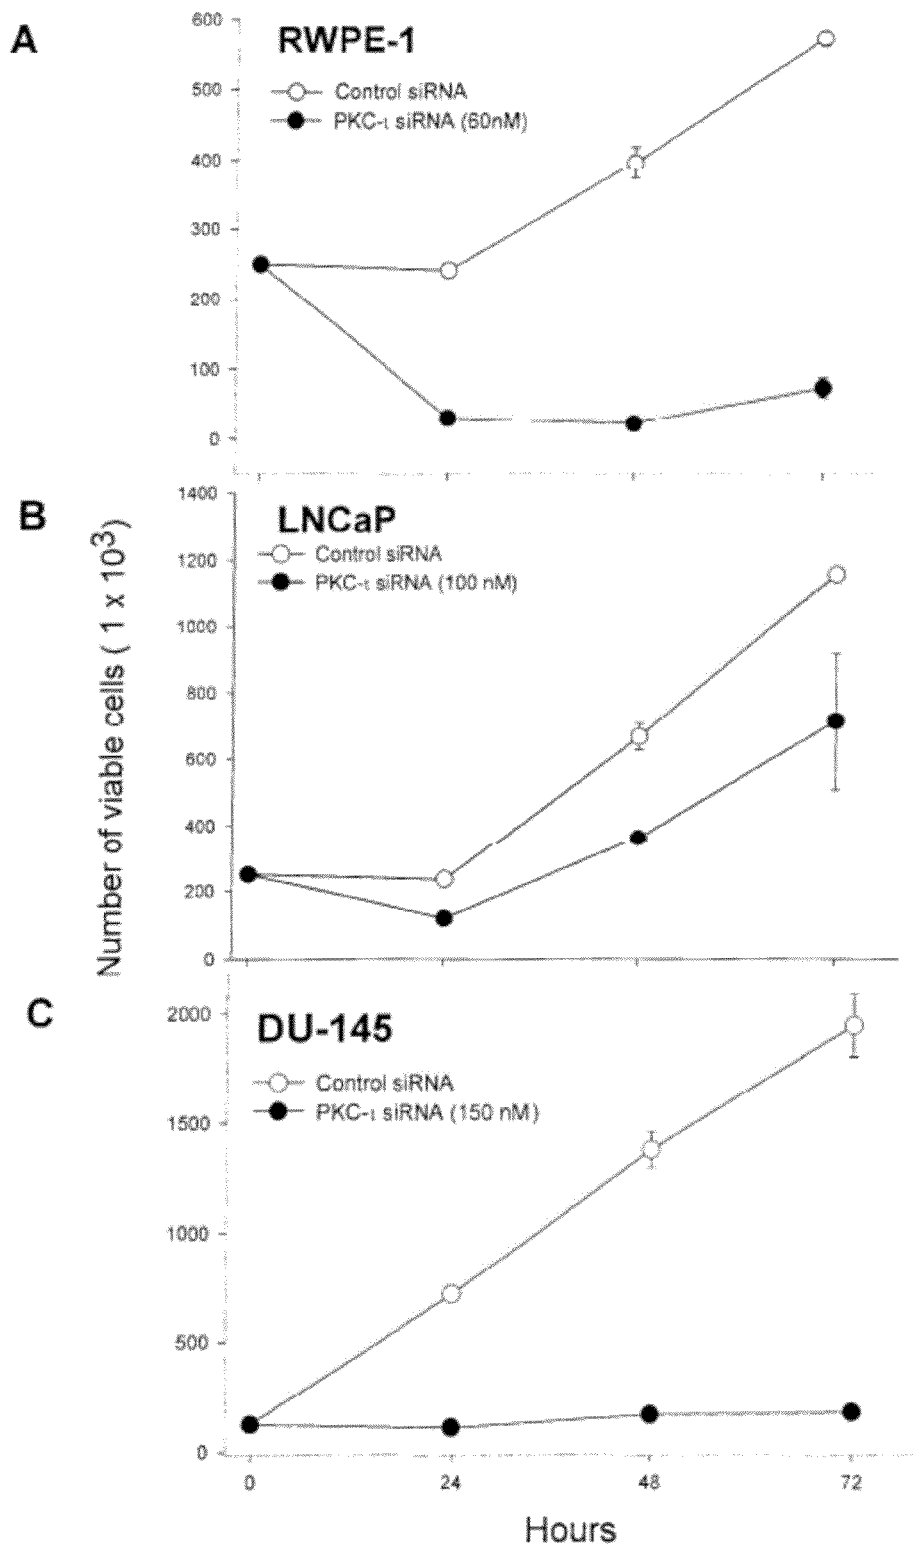 A
RWPE-1
Control siRNA
PKC-ι siRNA (60nM)
600
500
400
300
200
100
0
B
LNCaP
Control siRNA
PKC-ι siRNA (100 nM)
1400
1200
1000
800
600
400
200
0
Number of viable cells ( 1 x 10³)
C
DU-145
Control siRNA
PKC-ι siRNA (150 nM)
2000
1500
1000
500
0
0 24 48 72
Hours